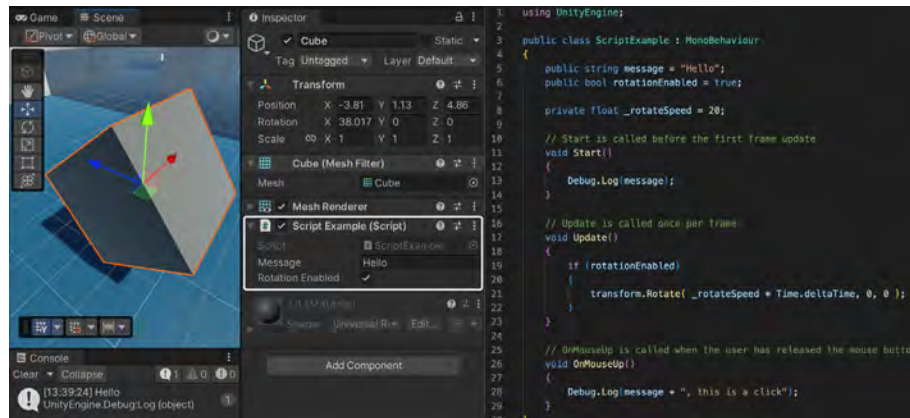 Game
Scene
Pivot
Global
Console
Clear
Collapse
1
0
0
[13:39:24] Hello
UnityEngine.Debug:Log (object)
1
Inspector
Cube
Static
Tag Untagged
Layer Default
Transform
Position X -3.81 Y 1.13 Z 4.86
Rotation X 38.017 Y 0 Z 0
Scale X 1 Y 1 Z 1
Cube (Mesh Filter)
Mesh Cube
Mesh Renderer
Script Example (Script)
Script ScriptExample
Message Hello
Rotation Enabled
Edit...
Add Component
1 using UnityEngine;
2
3 public class ScriptExample : MonoBehaviour
4 {
5 public string message = "Hello";
6 public bool rotationEnabled = true;
7
8 private float _rotateSpeed = 20;
9
10 // Start is called before the first frame update
11 void Start()
12 {
13 Debug.Log(message);
14 }
15
16 // Update is called once per frame
17 void Update()
18 {
19 if (rotationEnabled)
20 {
21 transform.Rotate( _rotateSpeed * Time.deltaTime, 0, 0 );
22 }
23 }
24
25 // OnMouseUp is called when the user has released the mouse butto
26 void OnMouseUp()
27 {
28 Debug.Log(message + ", this is a click");
29 }